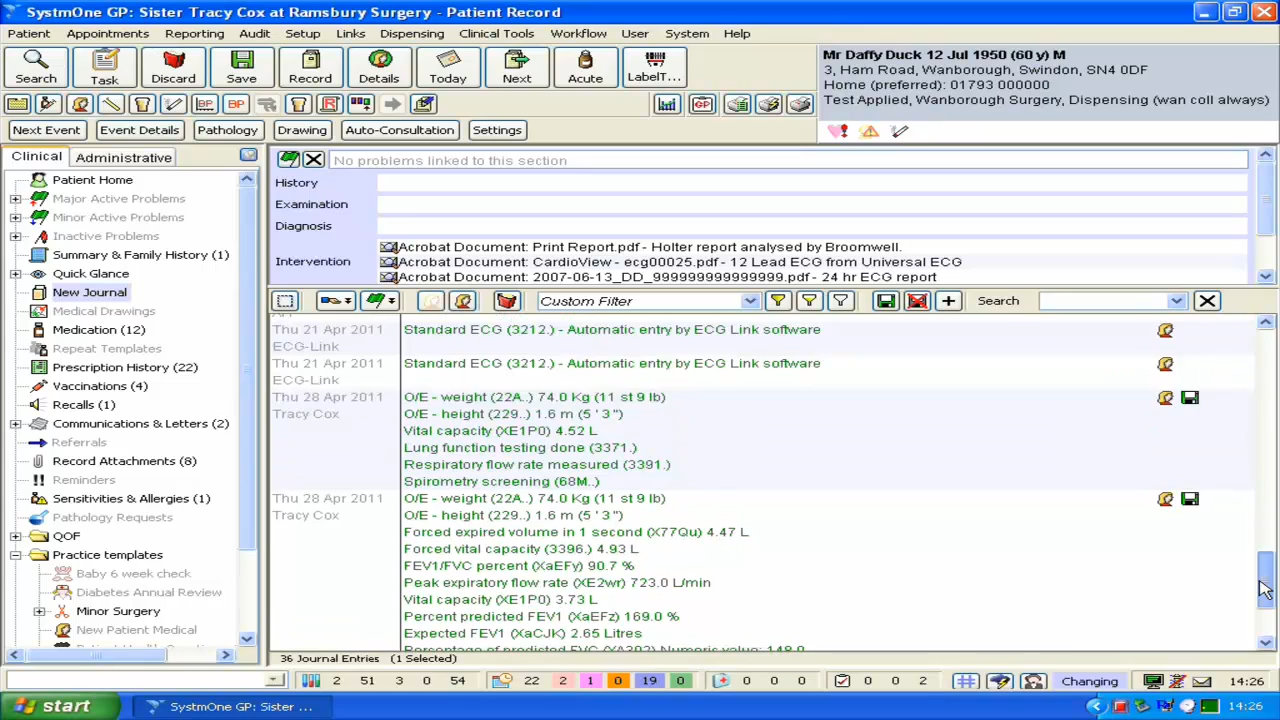 SystmOne GP: Sister Tracy Cox at Ramsbury Surgery - Patient Record
Patient Appointments Reporting Audit Setup Links Dispensing Clinical Tools Workflow User System Help
Search Task Discard Save Record Details Today Next Acute LabelT...
Mr Daffy Duck 12 Jul 1950 (60 y) M
3, Ham Road, Wanborough, Swindon, SN4 0DF
Home (preferred): 01793 000000
Test Applied, Wanborough Surgery, Dispensing (wan coll always)
BP BP
Next Event Event Details Pathology Drawing Auto-Consultation Settings
Clinical Administrative
Patient Home
Major Active Problems
Minor Active Problems
Inactive Problems
Summary & Family History (1)
Quick Glance
New Journal
Medical Drawings
Medication (12)
Repeat Templates
Prescription History (22)
Vaccinations (4)
Recalls (1)
Communications & Letters (2)
Referrals
Record Attachments (8)
Reminders
Sensitivities & Allergies (1)
Pathology Requests
QOF
Practice templates
Baby 6 week check
Diabetes Annual Review
Minor Surgery
New Patient Medical
No problems linked to this section
History
Examination
Diagnosis
Intervention
Acrobat Document: Print Report.pdf - Holter report analysed by Broomwell.
Acrobat Document: CardioView - ecg00025.pdf - 12 Lead ECG from Universal ECG
Acrobat Document: 2007-06-13_DD_999999999999999.pdf - 24 hr ECG report
Custom Filter
Search
Thu 21 Apr 2011 Standard ECG (3212.) - Automatic entry by ECG Link software
ECG-Link
Thu 21 Apr 2011 Standard ECG (3212.) - Automatic entry by ECG Link software
ECG-Link
Thu 28 Apr 2011 O/E - weight (22A..) 74.0 Kg (11 st 9 lb)
Tracy Cox O/E - height (229..) 1.6 m (5 ' 3 ")
Vital capacity (XE1P0) 4.52 L
Lung function testing done (3371.)
Respiratory flow rate measured (3391.)
Spirometry screening (68M..)
Thu 28 Apr 2011 O/E - weight (22A..) 74.0 Kg (11 st 9 lb)
Tracy Cox O/E - height (229..) 1.6 m (5 ' 3 ")
Forced expired volume in 1 second (X77Qu) 4.47 L
Forced vital capacity (3396.) 4.93 L
FEV1/FVC percent (XaEFy) 90.7 %
Peak expiratory flow rate (XE2wr) 723.0 L/min
Vital capacity (XE1P0) 3.73 L
Percent predicted FEV1 (XaEFz) 169.0 %
Expected FEV1 (XaCJK) 2.65 Litres
36 Journal Entries (1 Selected)
2 51 3 0 54 22 2 1 0 19 0 0 0 0 0 0 2 Changing 14:26
start SystmOne GP: Sister ... 14:26